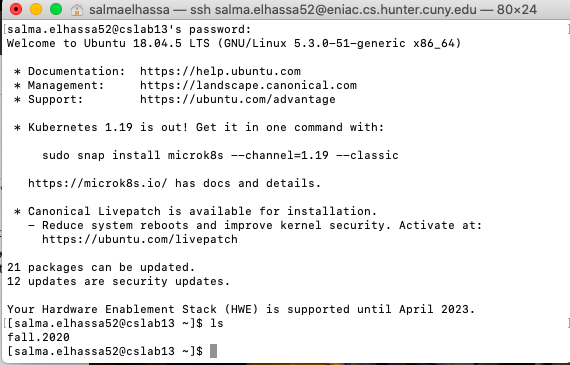 salmaelhassa — ssh salma.elhassa52@eniac.cs.hunter.cuny.edu — 80×24
[salma.elhassa52@cslab13's password:
Welcome to Ubuntu 18.04.5 LTS (GNU/Linux 5.3.0-51-generic x86_64)
* Documentation: https://help.ubuntu.com
* Management: https://landscape.canonical.com
* Support: https://ubuntu.com/advantage
* Kubernetes 1.19 is out! Get it in one command with:
sudo snap install microk8s --channel=1.19 --classic
https://microk8s.io/ has docs and details.
* Canonical Livepatch is available for installation.
- Reduce system reboots and improve kernel security. Activate at:
https://ubuntu.com/livepatch
21 packages can be updated.
12 updates are security updates.
Your Hardware Enablement Stack (HWE) is supported until April 2023.
[[salma.elhassa52@cslab13 ~]$ ls
fall.2020
[salma.elhassa52@cslab13 ~]$